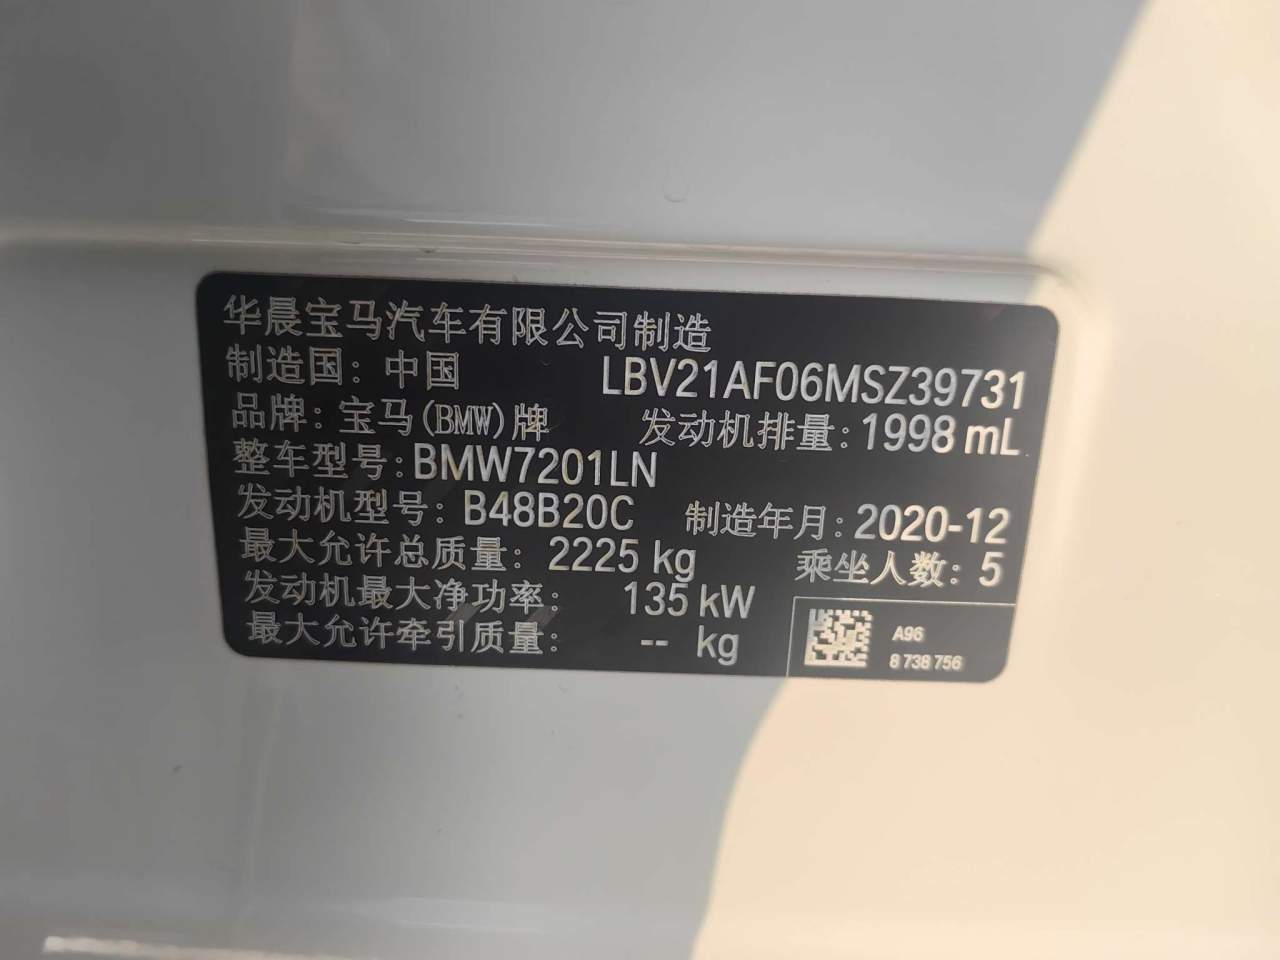 华晨宝马汽车有限公司制造
制造国：中国 LBV21AF06MSZ39731
品牌：宝马(BMW)牌 发动机排量：1998 mL
整车型号：BMW7201LN
发动机型号：B48B20C 制造年月：2020-12
最大允许总质量：2225 kg 乘坐人数：5
发动机最大净功率：135 kW
最大允许牵引质量：-- kg
A96
8 738 756